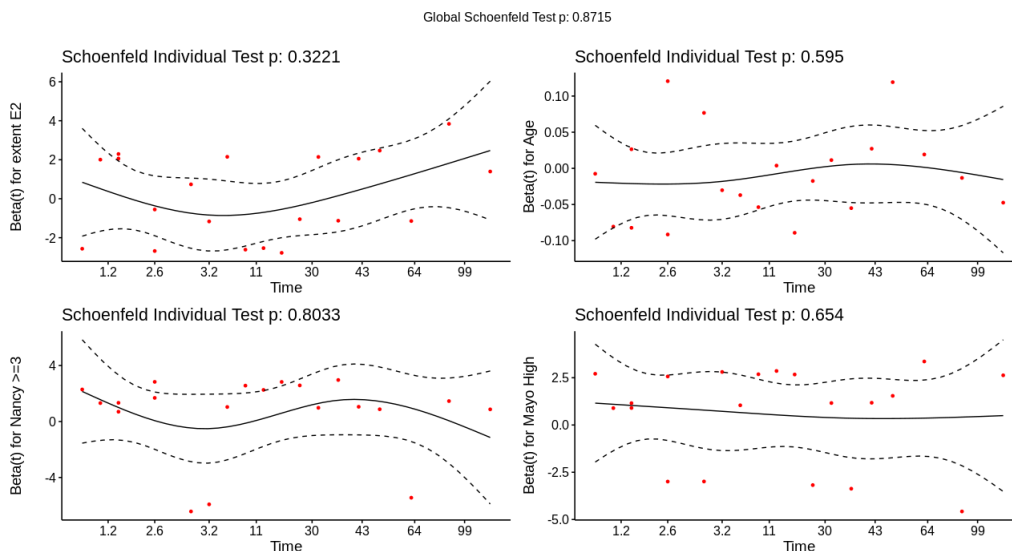 Global Schoenfeld Test p: 0.8715
Schoenfeld Individual Test p: 0.3221
Beta(t) for extent E2
6
4
2
0
-2
1.2 2.6 3.2 11 30 43 64 99
Time
Schoenfeld Individual Test p: 0.595
Beta(t) for Age
0.10
0.05
0.00
-0.05
-0.10
1.2 2.6 3.2 11 30 43 64 99
Time
Schoenfeld Individual Test p: 0.8033
Beta(t) for Nancy >=3
4
0
-4
1.2 2.6 3.2 11 30 43 64 99
Time
Schoenfeld Individual Test p: 0.654
Beta(t) for Mayo High
2.5
0.0
-2.5
-5.0
1.2 2.6 3.2 11 30 43 64 99
Time